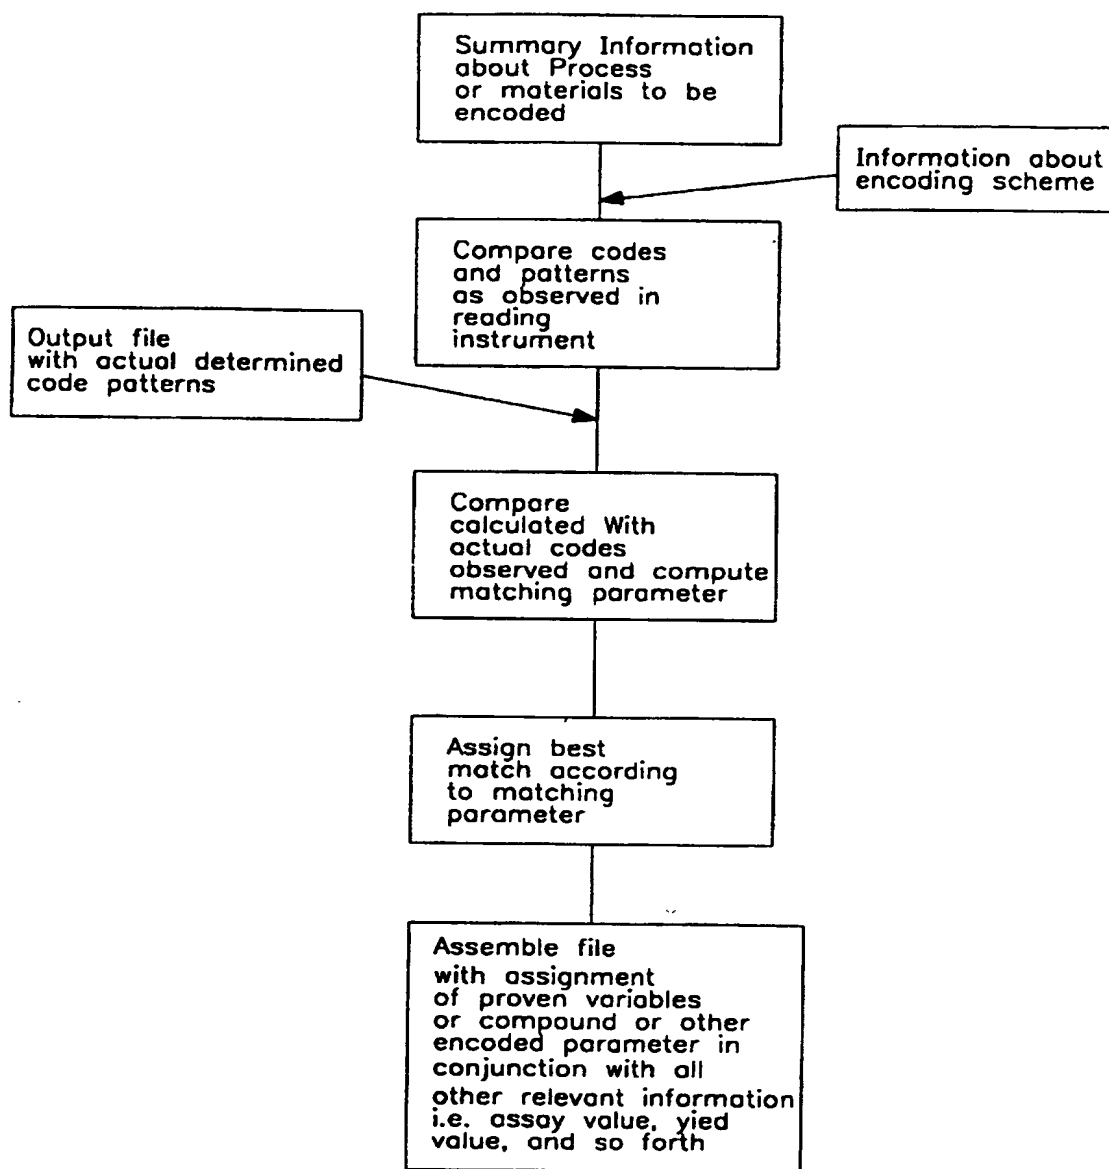 Summary Information
about Process
or materials to be
encoded
Information about
encoding scheme
Compare codes
and patterns
as observed in
reading
instrument
Output file
with actual determined
code patterns
Compare
calculated With
actual codes
observed and compute
matching parameter
Assign best
match according
to matching
parameter
Assemble file
with assignment
of proven variables
or compound or other
encoded parameter in
conjunction with all
other relevant information
i.e. assay value, yied
value, and so forth